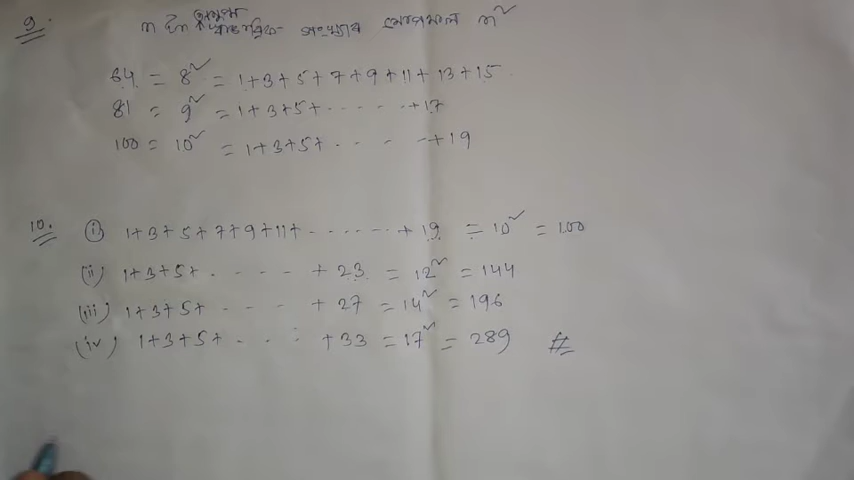 9. n টা সংখ্যাৰ যোগফল n²
64 = 8² = 1+3+5+7+9+11+13+15
81 = 9² = 1+3+5+ ...... +17
100 = 10² = 1+3+5+ .... +19
10. (i) 1+3+5+7+9+11+ ...... +19 = 10² = 100
(ii) 1+3+5+ ..... +23 = 12² = 144
(iii) 1+3+5+ .... +27 = 14² = 196
(iv) 1+3+5+ .... +33 = 17² = 289 #